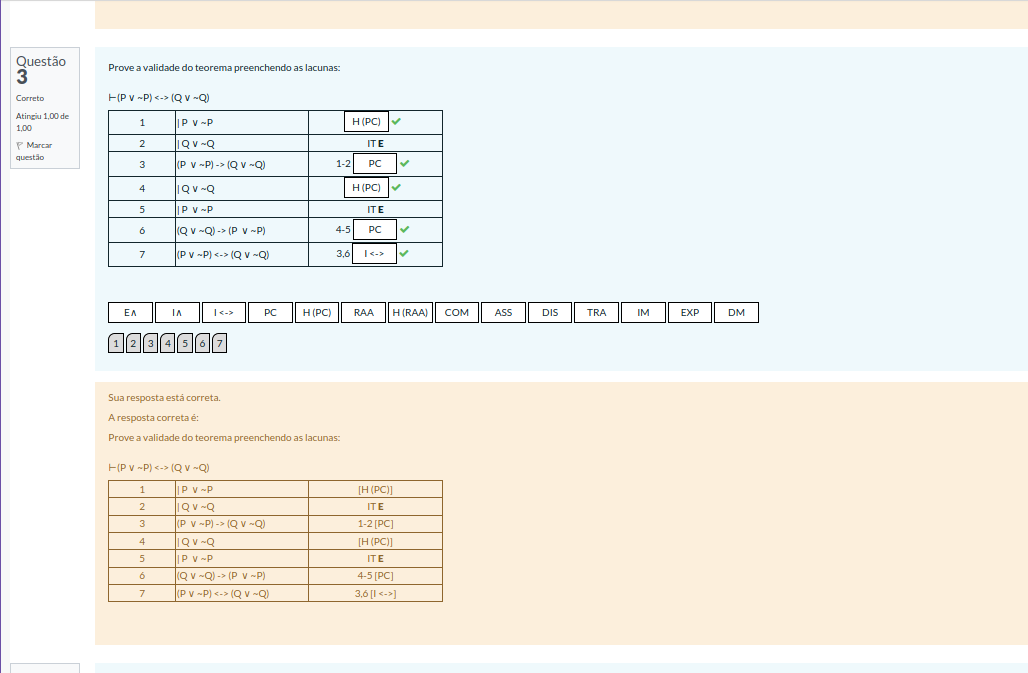 Questão
3
Correto
Atingiu 1,00 de
1,00
Marcar
questão
Prove a validade do teorema preenchendo as lacunas:
⊢(P ∨ ~P) <-> (Q ∨ ~Q)
1 | P ∨ ~P H (PC)
2 | Q ∨ ~Q IT E
3 (P ∨ ~P) -> (Q ∨ ~Q) 1-2 PC
4 | Q ∨ ~Q H (PC)
5 | P ∨ ~P IT E
6 (Q ∨ ~Q) -> (P ∨ ~P) 4-5 PC
7 (P ∨ ~P) <-> (Q ∨ ~Q) 3,6 I <->
E∧ I∧ I <-> PC H (PC) RAA H (RAA) COM ASS DIS TRA IM EXP DM
1 2 3 4 5 6 7
Sua resposta está correta.
A resposta correta é:
Prove a validade do teorema preenchendo as lacunas:
⊢(P ∨ ~P) <-> (Q ∨ ~Q)
1 | P ∨ ~P [H (PC)]
2 | Q ∨ ~Q IT E
3 (P ∨ ~P) -> (Q ∨ ~Q) 1-2 [PC]
4 | Q ∨ ~Q [H (PC)]
5 | P ∨ ~P IT E
6 (Q ∨ ~Q) -> (P ∨ ~P) 4-5 [PC]
7 (P ∨ ~P) <-> (Q ∨ ~Q) 3,6 [I <->]